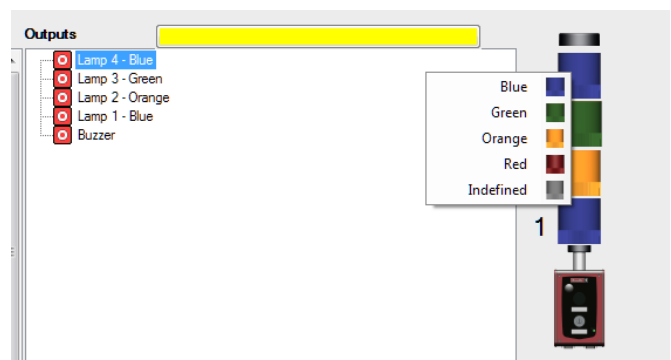 Outputs
Lamp 4 - Blue
Lamp 3 - Green
Lamp 2 - Orange
Lamp 1 - Blue
Buzzer
Blue
Green
Orange
Red
Indefined
1